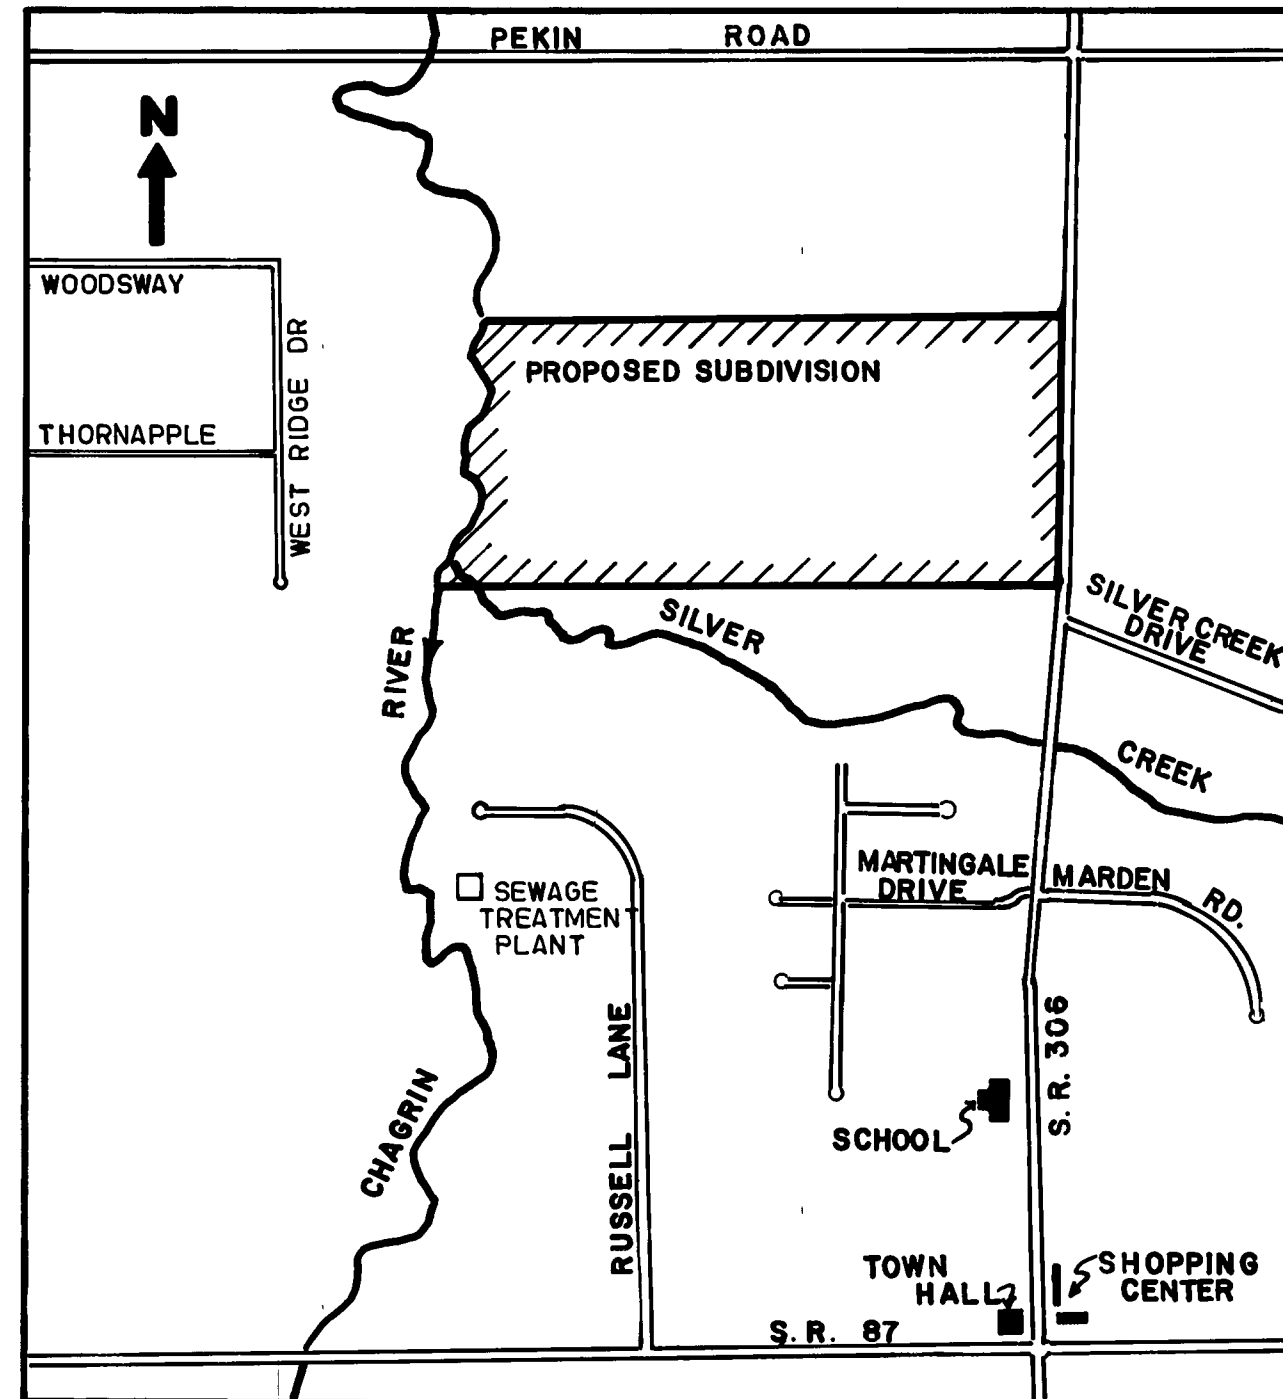 PEKIN ROAD
N
WOODSWAY
WEST RIDGE DR
THORNAPPLE
PROPOSED SUBDIVISION
SILVER
SILVER CREEK
DRIVE
RIVER
CREEK
MARTINGALE
DRIVE
MARDEN
RD.
SEWAGE
TREATMENT
PLANT
RUSSELL LANE
S.R. 306
CHAGRIN
SCHOOL
TOWN
HALL
SHOPPING
CENTER
S.R. 87